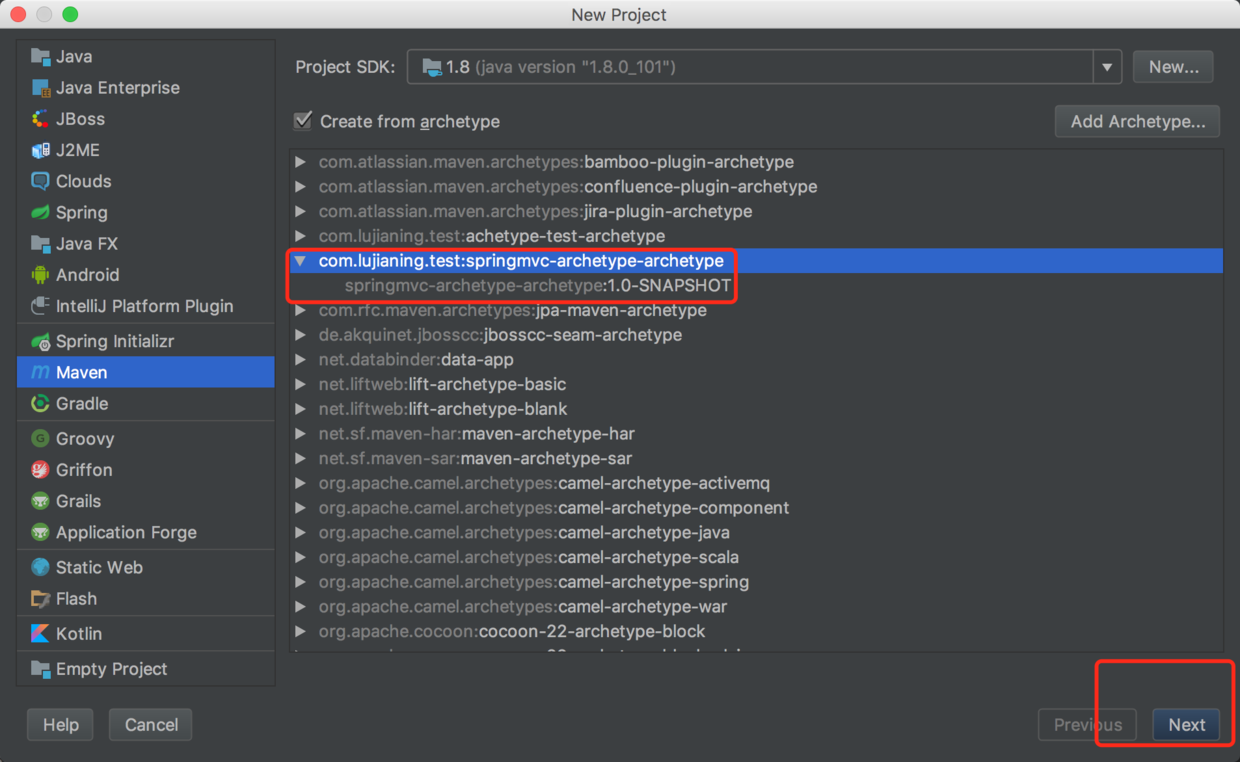 New Project
Java
Java Enterprise
JBoss
J2ME
Clouds
Spring
Java FX
Android
IntelliJ Platform Plugin
Spring Initializr
Maven
Gradle
Groovy
Griffon
Grails
Application Forge
Static Web
Flash
Kotlin
Empty Project
Project SDK: 1.8 (java version "1.8.0_101") New...
Create from archetype Add Archetype...
com.atlassian.maven.archetypes:bamboo-plugin-archetype
com.atlassian.maven.archetypes:confluence-plugin-archetype
com.atlassian.maven.archetypes:jira-plugin-archetype
com.lujianing.test:achetype-test-archetype
com.lujianing.test:springmvc-archetype-archetype
springmvc-archetype-archetype:1.0-SNAPSHOT
com.rfc.maven.archetypes:jpa-maven-archetype
de.akquinet.jbosscc:jbosscc-seam-archetype
net.databinder:data-app
net.liftweb:lift-archetype-basic
net.liftweb:lift-archetype-blank
net.sf.maven-har:maven-archetype-har
net.sf.maven-sar:maven-archetype-sar
org.apache.camel.archetypes:camel-archetype-activemq
org.apache.camel.archetypes:camel-archetype-component
org.apache.camel.archetypes:camel-archetype-java
org.apache.camel.archetypes:camel-archetype-scala
org.apache.camel.archetypes:camel-archetype-spring
org.apache.camel.archetypes:camel-archetype-war
org.apache.cocoon:cocoon-22-archetype-block
Help Cancel Previous Next